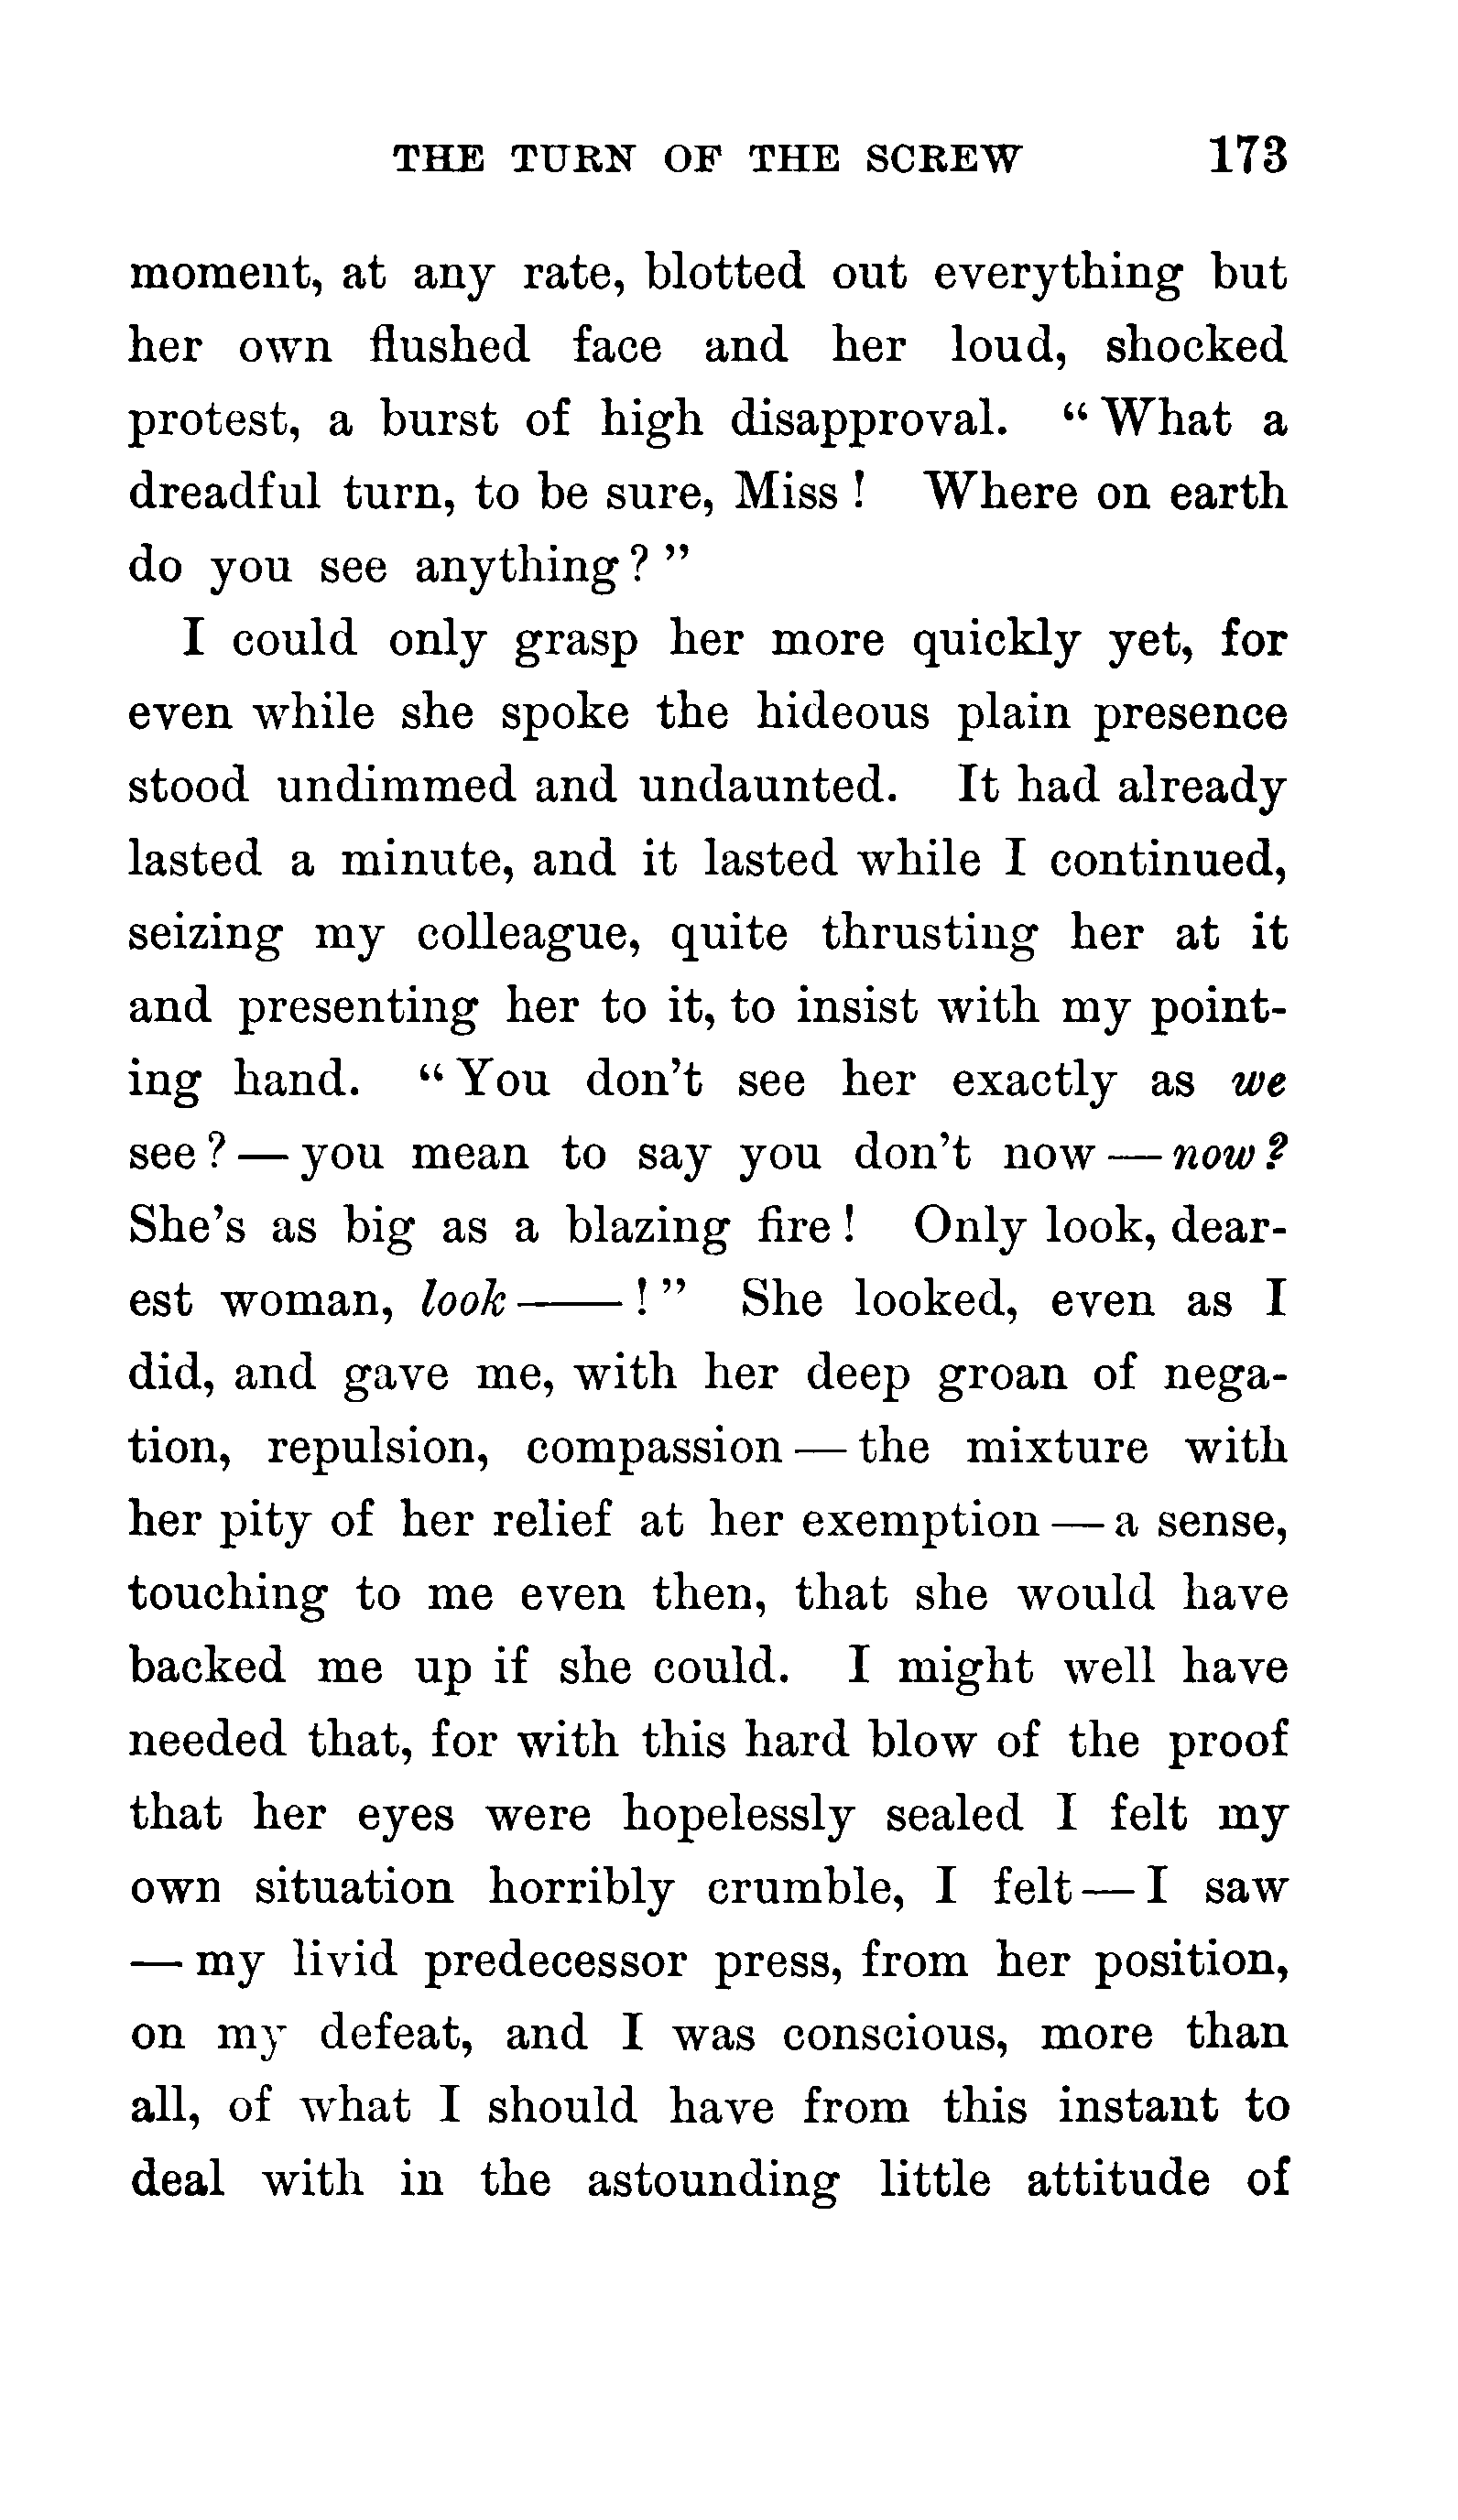 THE TURN OF THE SCREW 173
moment, at any rate, blotted out everything but
her own flushed face and her loud, shocked
protest, a burst of high disapproval. “What a
dreadful turn, to be sure, Miss! Where on earth
do you see anything?”
I could only grasp her more quickly yet, for
even while she spoke the hideous plain presence
stood undimmed and undaunted. It had already
lasted a minute, and it lasted while I continued,
seizing my colleague, quite thrusting her at it
and presenting her to it, to insist with my point-
ing hand. “You don’t see her exactly as we
see?—you mean to say you don’t now—now?
She’s as big as a blazing fire! Only look, dear-
est woman, look——!” She looked, even as I
did, and gave me, with her deep groan of nega-
tion, repulsion, compassion—the mixture with
her pity of her relief at her exemption—a sense,
touching to me even then, that she would have
backed me up if she could. I might well have
needed that, for with this hard blow of the proof
that her eyes were hopelessly sealed I felt my
own situation horribly crumble, I felt—I saw
—my livid predecessor press, from her position,
on my defeat, and I was conscious, more than
all, of what I should have from this instant to
deal with in the astounding little attitude of